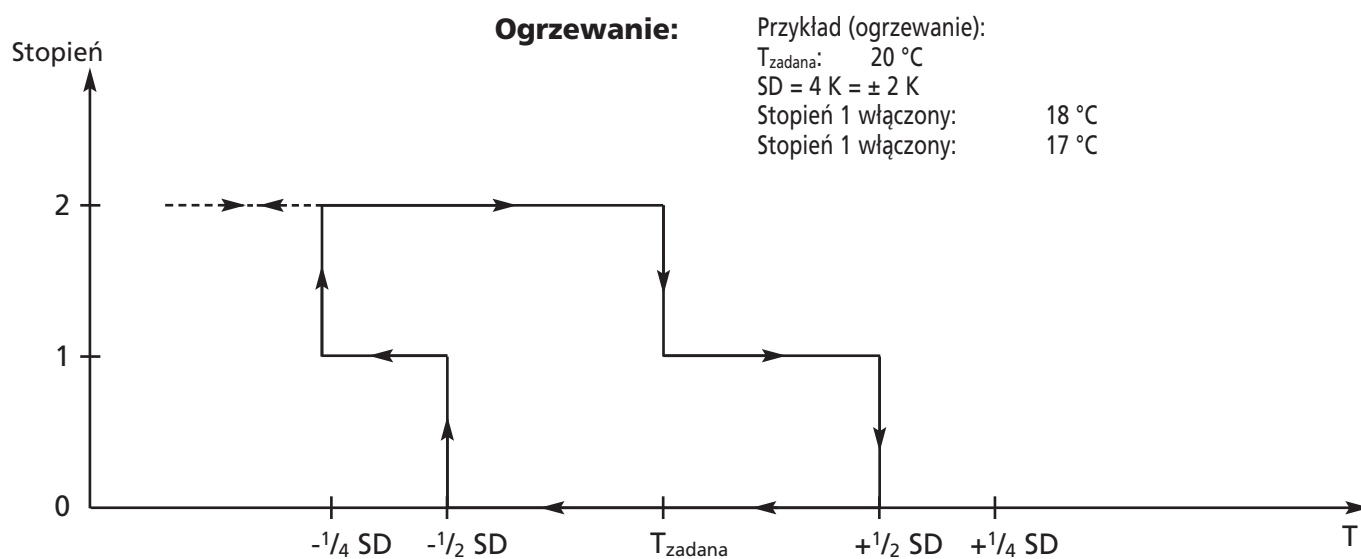 Ogrzewanie:
Przykład (ogrzewanie):
Tzadana: 20 °C
SD = 4 K = ± 2 K
Stopień 1 włączony: 18 °C
Stopień 1 włączony: 17 °C
Stopień
2
1
0
-1/4 SD -1/2 SD Tzadana +1/2 SD +1/4 SD T